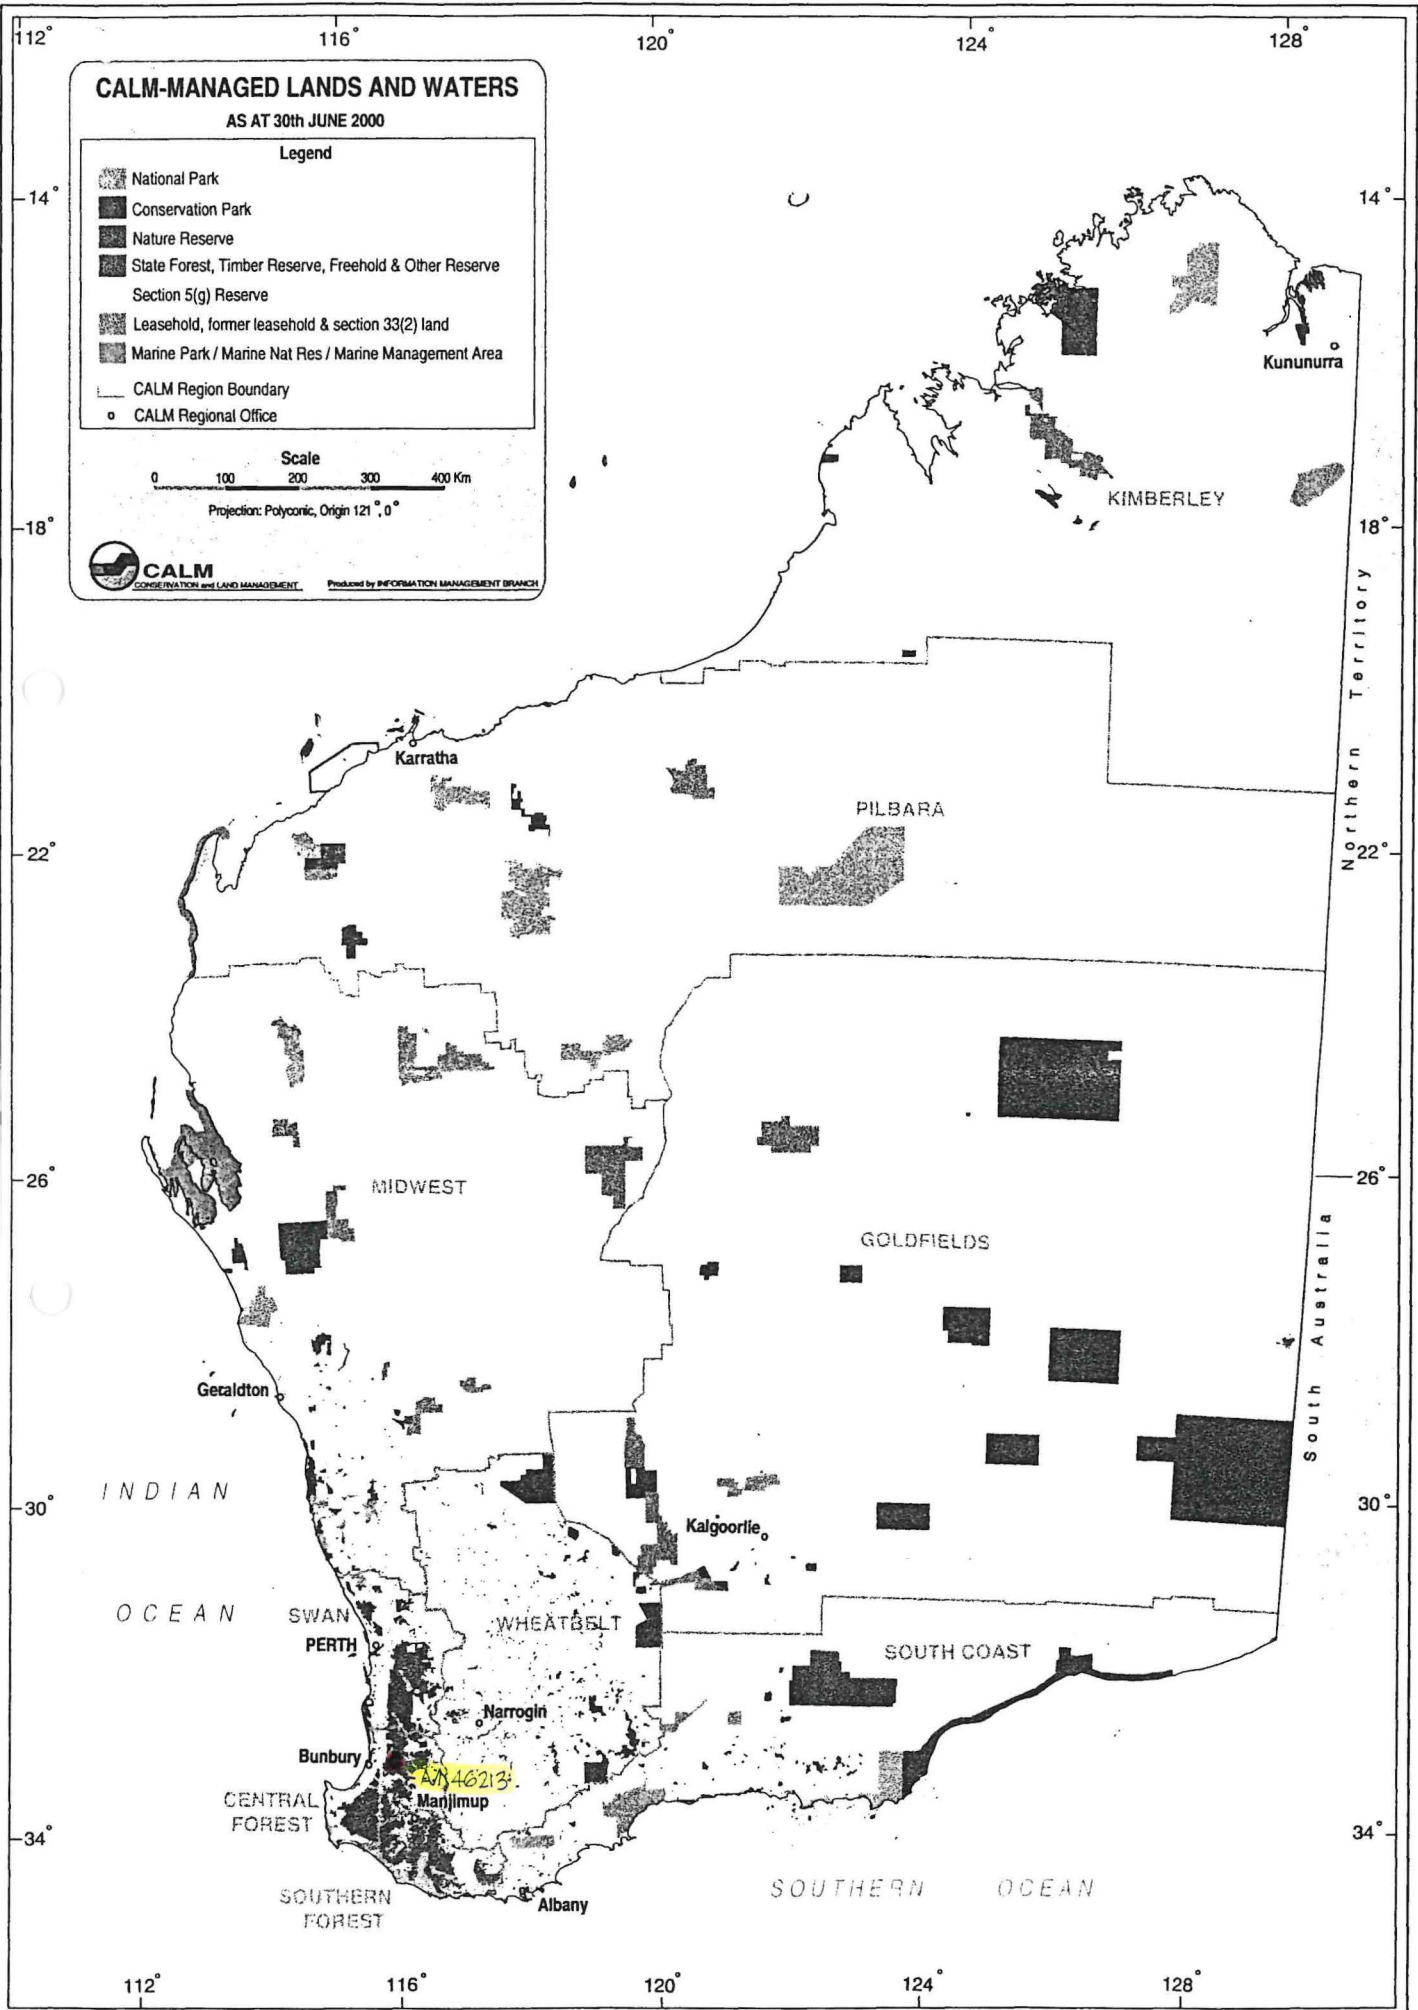 112° 116° 120° 124° 128°
CALM-MANAGED LANDS AND WATERS
AS AT 30th JUNE 2000
Legend
National Park
Conservation Park
Nature Reserve
State Forest, Timber Reserve, Freehold & Other Reserve
Section 5(g) Reserve
Leasehold, former leasehold & section 33(2) land
Marine Park / Marine Nat Res / Marine Management Area
CALM Region Boundary
CALM Regional Office
Scale
0 100 200 300 400 Km
Projection: Polyconic, Origin 121°, 0°
CALM
CONSERVATION and LAND MANAGEMENT
Produced by INFORMATION MANAGEMENT BRANCH
14° 14°
Kununurra
KIMBERLEY
18° 18°
Northern Territory
Karratha
PILBARA
22° 22°
26° 26°
MIDWEST
GOLDFIELDS
South Australia
Geraldton
INDIAN
OCEAN
30° 30°
Kalgoorlie
SWAN
PERTH
WHEATBELT
SOUTH COAST
Narrogin
Bunbury
46213
CENTRAL
FOREST
Manjimup
34° 34°
SOUTHERN
FOREST
Albany
SOUTHERN OCEAN
112° 116° 120° 124° 128°